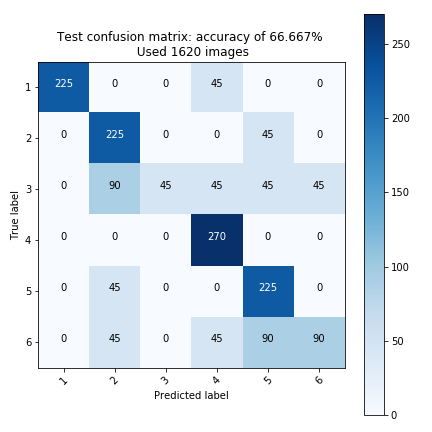 Test confusion matrix: accuracy of 66.667%
Used 1620 images
True label
1 225 0 0 45 0 0
2 0 225 0 0 45 0
3 0 90 45 45 45 45
4 0 0 0 270 0 0
5 0 45 0 0 225 0
6 0 45 0 45 90 90
1 2 3 4 5 6
Predicted label
250
200
150
100
50
0